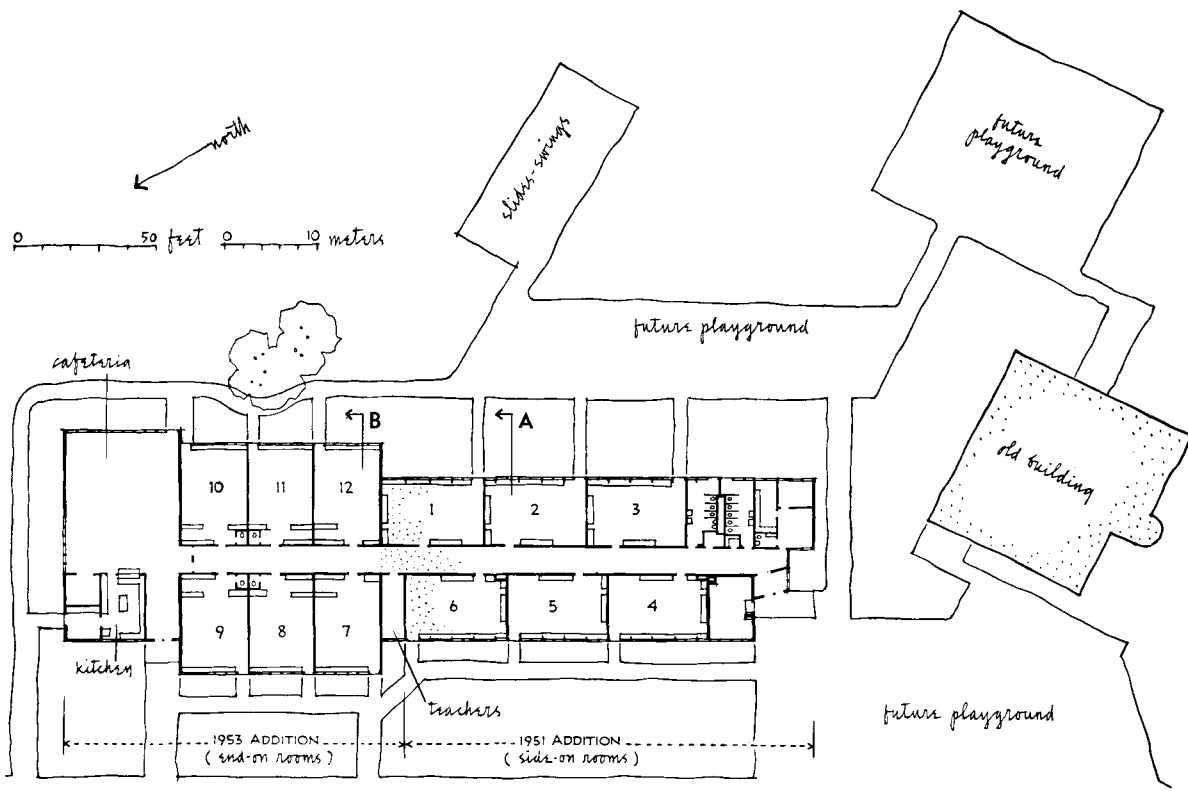 future
playground
slides-swings
north
0 50 feet 0 10 meters
future playground
cafeteria
old building
B
A
10 11 12 1 2 3
9 8 7 6 5 4
kitchen
teachers
future playground
1953 ADDITION
(end-on rooms)
1951 ADDITION
(side-on rooms)